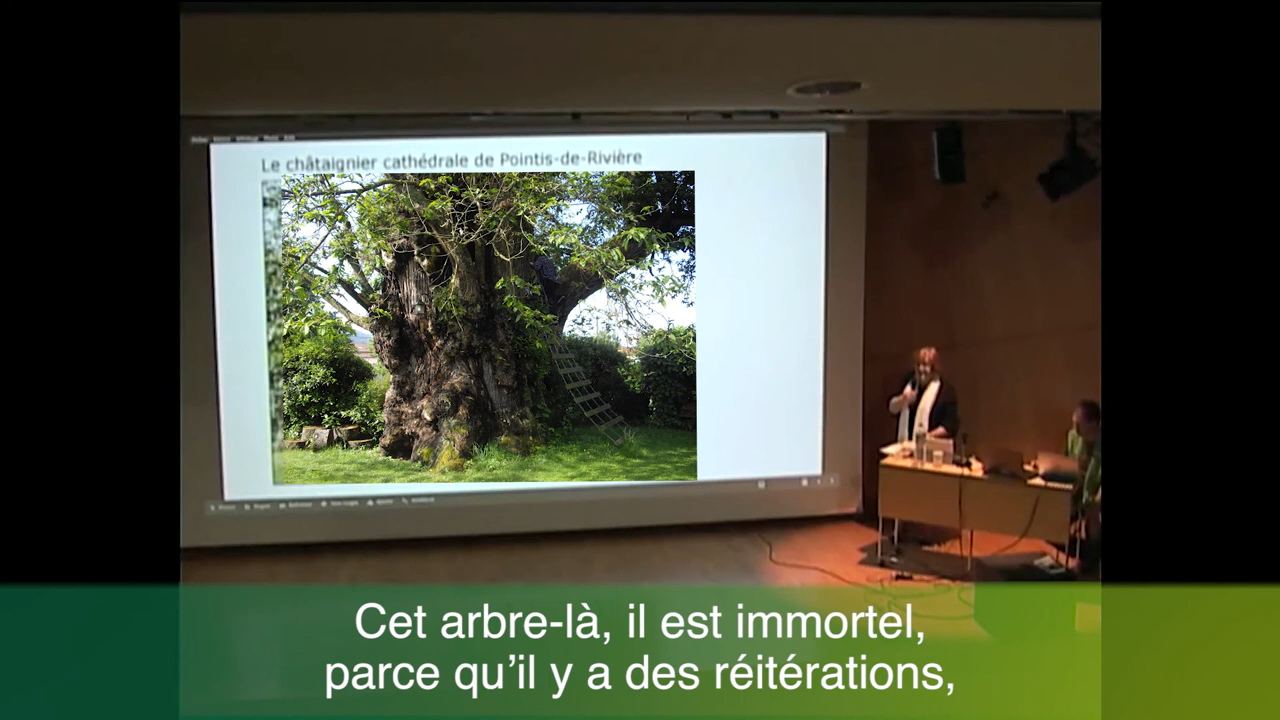 Le châtaignier cathédrale de Pointis-de-Rivière
Cet arbre-là, il est immortel,
parce qu'il y a des réitérations,